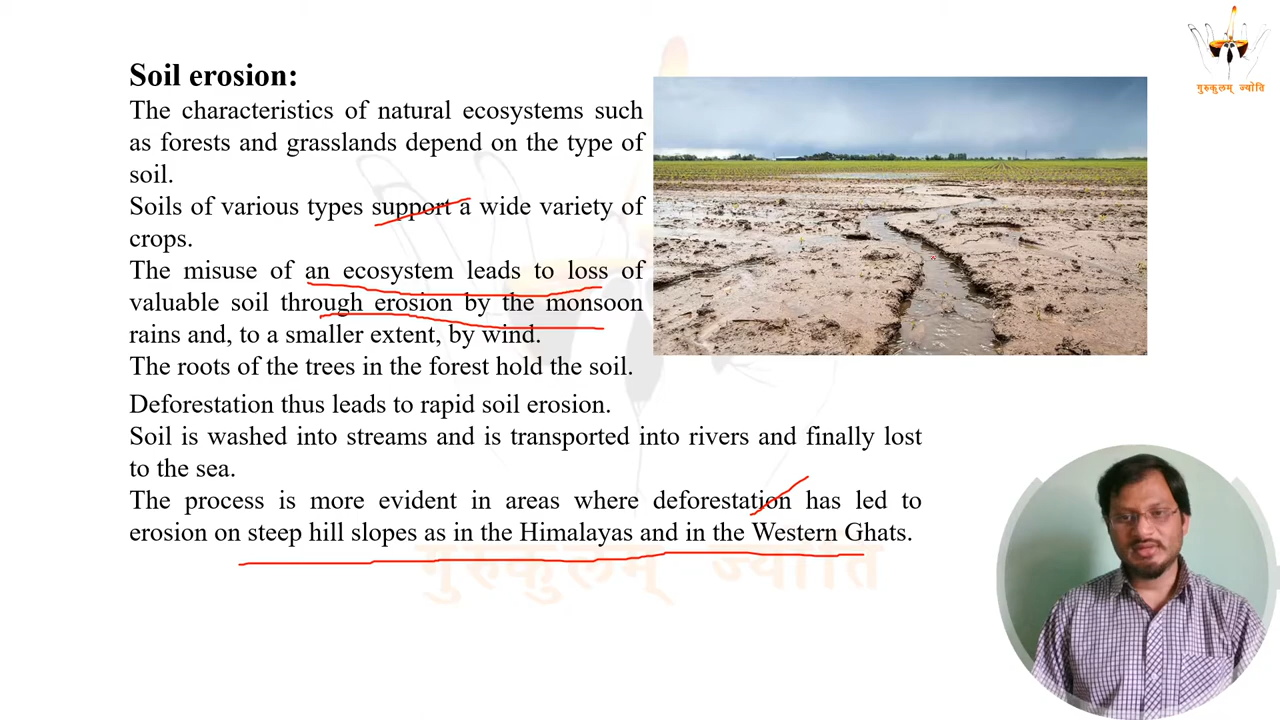 Soil erosion:
The characteristics of natural ecosystems such
as forests and grasslands depend on the type of
soil.
Soils of various types support a wide variety of
crops.
The misuse of an ecosystem leads to loss of
valuable soil through erosion by the monsoon
rains and, to a smaller extent, by wind.
The roots of the trees in the forest hold the soil.
Deforestation thus leads to rapid soil erosion.
Soil is washed into streams and is transported into rivers and finally lost
to the sea.
The process is more evident in areas where deforestation has led to
erosion on steep hill slopes as in the Himalayas and in the Western Ghats.
गुरुकुलम् ज्योति
गुरुकुलम् ज्योति